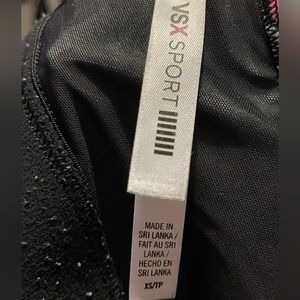 VSX SPORT
MADE IN
SRI LANKA /
FAIT AU SRI
LANKA /
HECHO EN
SRI LANKA
XS/TP